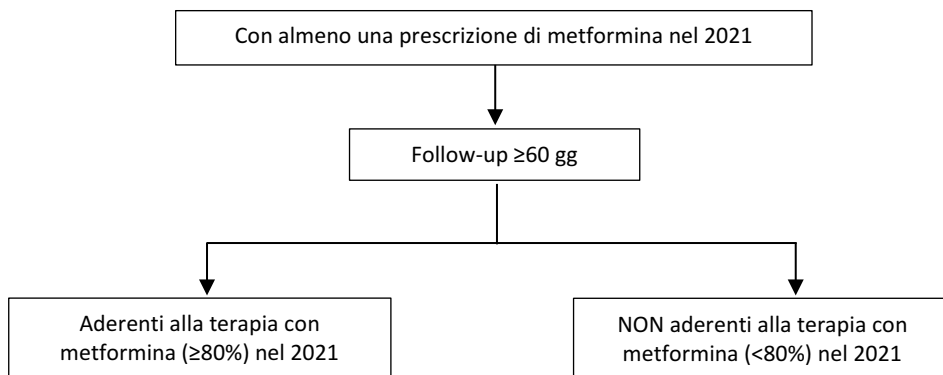 Con almeno una prescrizione di metformina nel 2021
Follow-up ≥60 gg
Aderenti alla terapia con
metformina (≥80%) nel 2021
NON aderenti alla terapia con
metformina (<80%) nel 2021